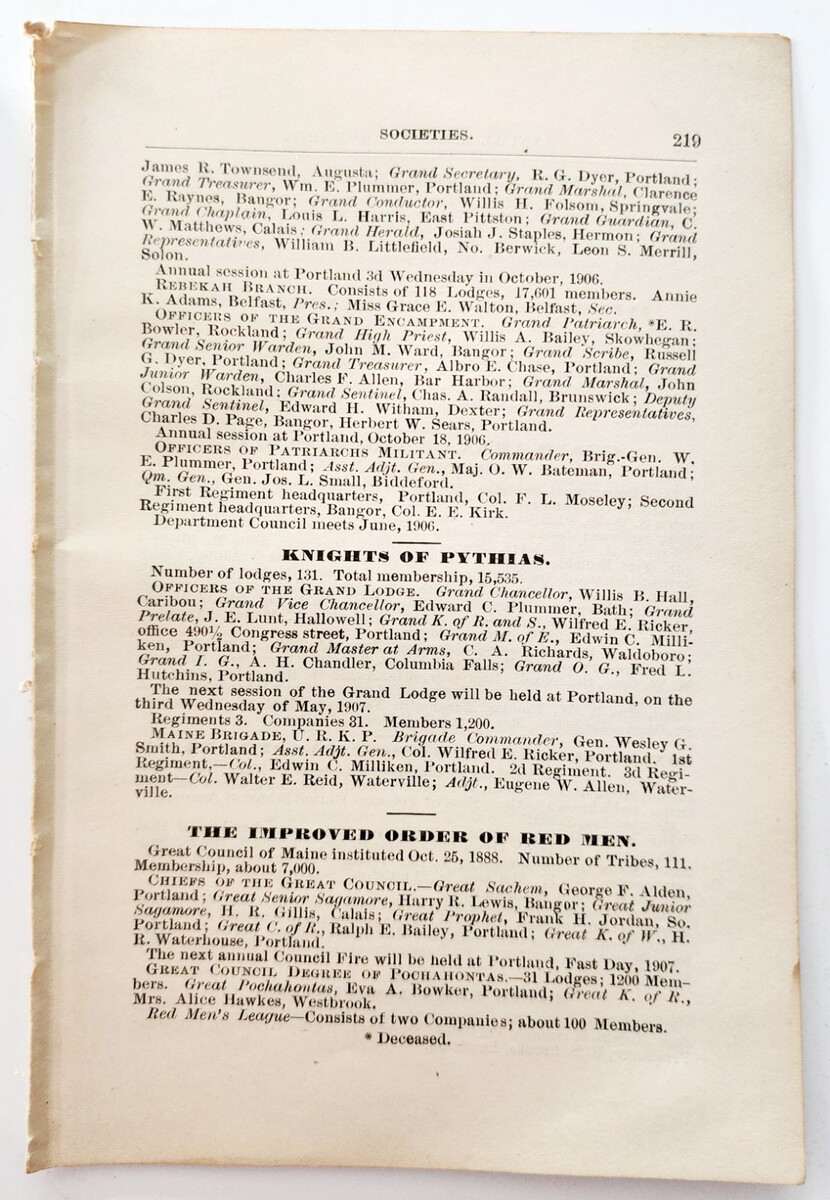 SOCIETIES. 219
James R. Townsend, Augusta; Grand Secretary, R. G. Dyer, Portland;
Grand Treasurer, Wm. E. Plummer, Portland; Grand Marshal, Clarence
E. Raynes, Bangor; Grand Conductor, Willis H. Folsom, Springvale;
Grand Chaplain, Louis L. Harris, East Pittston; Grand Guardian, C.
W. Matthews, Calais; Grand Herald, Josiah J. Staples, Hermon; Grand
Representatives, William B. Littlefield, No. Berwick, Leon S. Merrill,
Solon.
Annual session at Portland 3d Wednesday in October, 1906.
REBEKAH BRANCH. Consists of 118 Lodges, 17,601 members. Annie
K. Adams, Belfast, Pres.; Miss Grace E. Walton, Belfast, Sec.
OFFICERS OF THE GRAND ENCAMPMENT. Grand Patriarch, *E. R.
Bowler, Rockland; Grand High Priest, Willis A. Bailey, Skowhegan;
Grand Senior Warden, John M. Ward, Bangor; Grand Scribe, Russell
G. Dyer, Portland; Grand Treasurer, Albro E. Chase, Portland; Grand
Junior Warden, Charles F. Allen, Bar Harbor; Grand Marshal, John
Colson, Rockland; Grand Sentinel, Chas. A. Randall, Brunswick; Deputy
Grand Sentinel, Edward H. Witham, Dexter; Grand Representatives,
Charles D. Page, Bangor, Herbert W. Sears, Portland.
Annual session at Portland, October 18, 1906.
OFFICERS OF PATRIARCHS MILITANT. Commander, Brig.-Gen. W.
E. Plummer, Portland; Asst. Adjt. Gen., Maj. O. W. Bateman, Portland;
Qm. Gen., Gen. Jos. L. Small, Biddeford.
First Regiment headquarters, Portland, Col. F. L. Moseley; Second
Regiment headquarters, Bangor, Col. E. E. Kirk.
Department Council meets June, 1906.
KNIGHTS OF PYTHIAS.
Number of lodges, 131. Total membership, 15,535.
OFFICERS OF THE GRAND LODGE. Grand Chancellor, Willis B. Hall,
Caribou; Grand Vice Chancellor, Edward C. Plummer, Bath; Grand
Prelate, J. E. Lunt, Hallowell; Grand K. of R. and S., Wilfred E. Ricker,
office 490½ Congress street, Portland; Grand M. of E., Edwin C. Milli-
ken, Portland; Grand Master at Arms, C. A. Richards, Waldoboro;
Grand I. G., A. H. Chandler, Columbia Falls; Grand O. G., Fred L.
Hutchins, Portland.
The next session of the Grand Lodge will be held at Portland, on the
third Wednesday of May, 1907.
Regiments 3. Companies 31. Members 1,200.
MAINE BRIGADE, U. R. K. P. Brigade Commander, Gen. Wesley G.
Smith, Portland; Asst. Adjt. Gen., Col. Wilfred E. Ricker, Portland. 1st
Regiment,—Col., Edwin C. Milliken, Portland. 2d Regiment. 3d Regi-
ment—Col. Walter E. Reid, Waterville; Adjt., Eugene W. Allen, Water-
ville.
THE IMPROVED ORDER OF RED MEN.
Great Council of Maine instituted Oct. 25, 1888. Number of Tribes, 111.
Membership, about 7,000.
CHIEFS OF THE GREAT COUNCIL.—Great Sachem, George F. Alden,
Portland; Great Senior Sagamore, Harry R. Lewis, Bangor; Great Junior
Sagamore, H. R. Gillis, Calais; Great Prophet, Frank H. Jordan, So.
Portland; Great C. of R., Ralph E. Bailey, Portland; Great K. of W., H.
R. Waterhouse, Portland.
The next annual Council Fire will be held at Portland, Fast Day, 1907.
GREAT COUNCIL DEGREE OF POCHAHONTAS.—31 Lodges; 1200 Mem-
bers. Great Pochahontas, Eva A. Bowker, Portland; Great K. of R.,
Mrs. Alice Hawkes, Westbrook.
Red Men's League—Consists of two Companies; about 100 Members.
* Deceased.